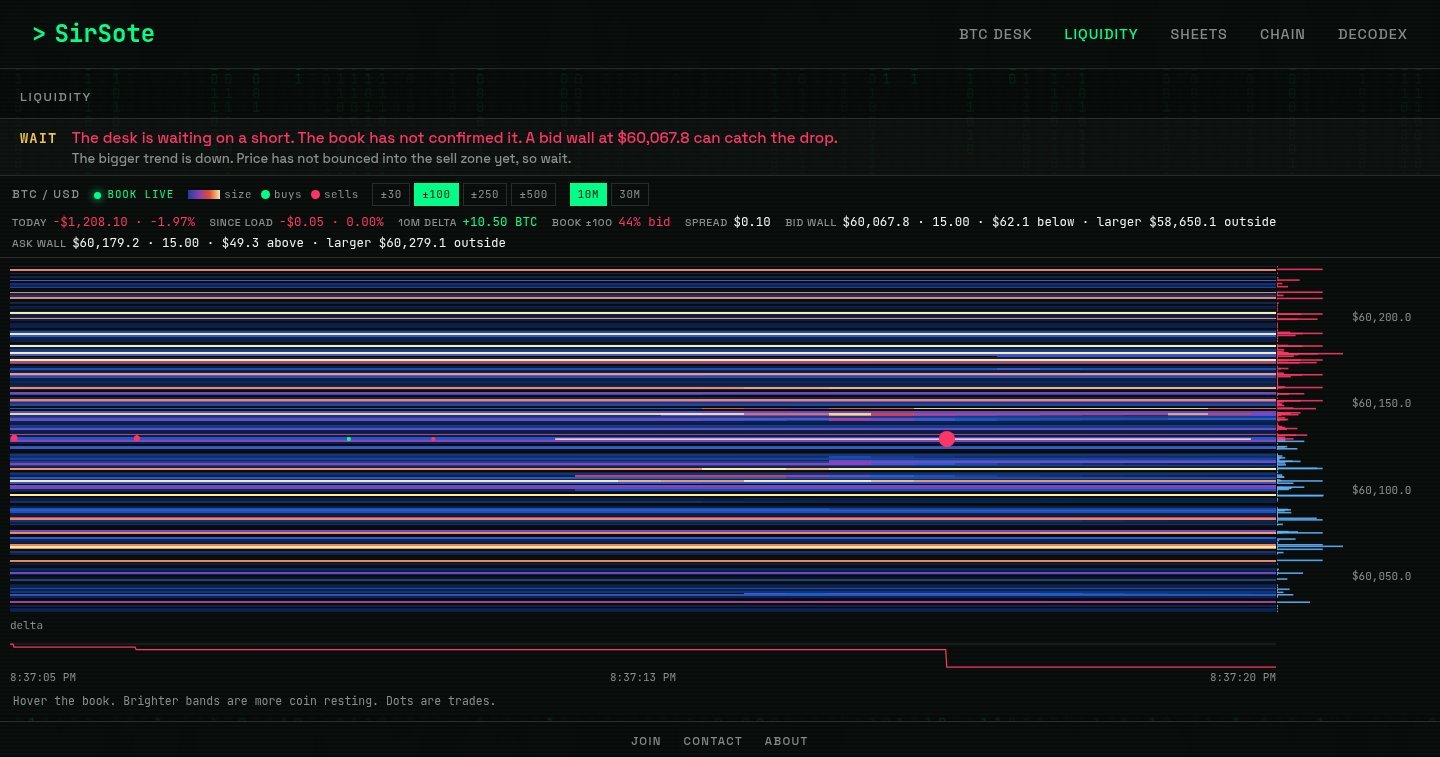 > SirSote
BTC DESK LIQUIDITY SHEETS CHAIN DECODEX
LIQUIDITY
WAIT The desk is waiting on a short. The book has not confirmed it. A bid wall at $60,067.8 can catch the drop.
The bigger trend is down. Price has not bounced into the sell zone yet, so wait.
BTC / USD BOOK LIVE size buys sells ±30 ±100 ±250 ±500 10M 30M
TODAY -$1,208.10 · -1.97% SINCE LOAD -$0.05 · 0.00% 10M DELTA +10.50 BTC BOOK ±100 44% bid SPREAD $0.10 BID WALL $60,067.8 · 15.00 · $62.1 below · larger $58,650.1 outside
ASK WALL $60,179.2 · 15.00 · $49.3 above · larger $60,279.1 outside
$60,200.0
$60,150.0
$60,100.0
$60,050.0
delta
8:37:05 PM 8:37:13 PM 8:37:20 PM
Hover the book. Brighter bands are more coin resting. Dots are trades.
JOIN CONTACT ABOUT